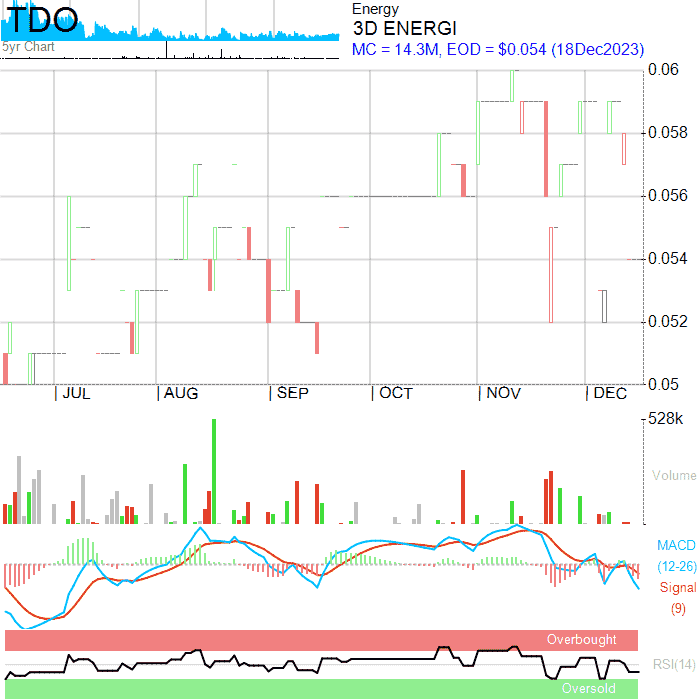 TDO
5yr Chart
Energy
3D ENERGI
MC = 14.3M, EOD = $0.054 (18Dec2023)
0.06
0.058
0.056
0.054
0.052
0.05
| JUL | AUG | SEP | OCT | NOV | DEC
528k
Volume
MACD
(12-26)
Signal
(9)
Overbought
RSI(14)
Oversold